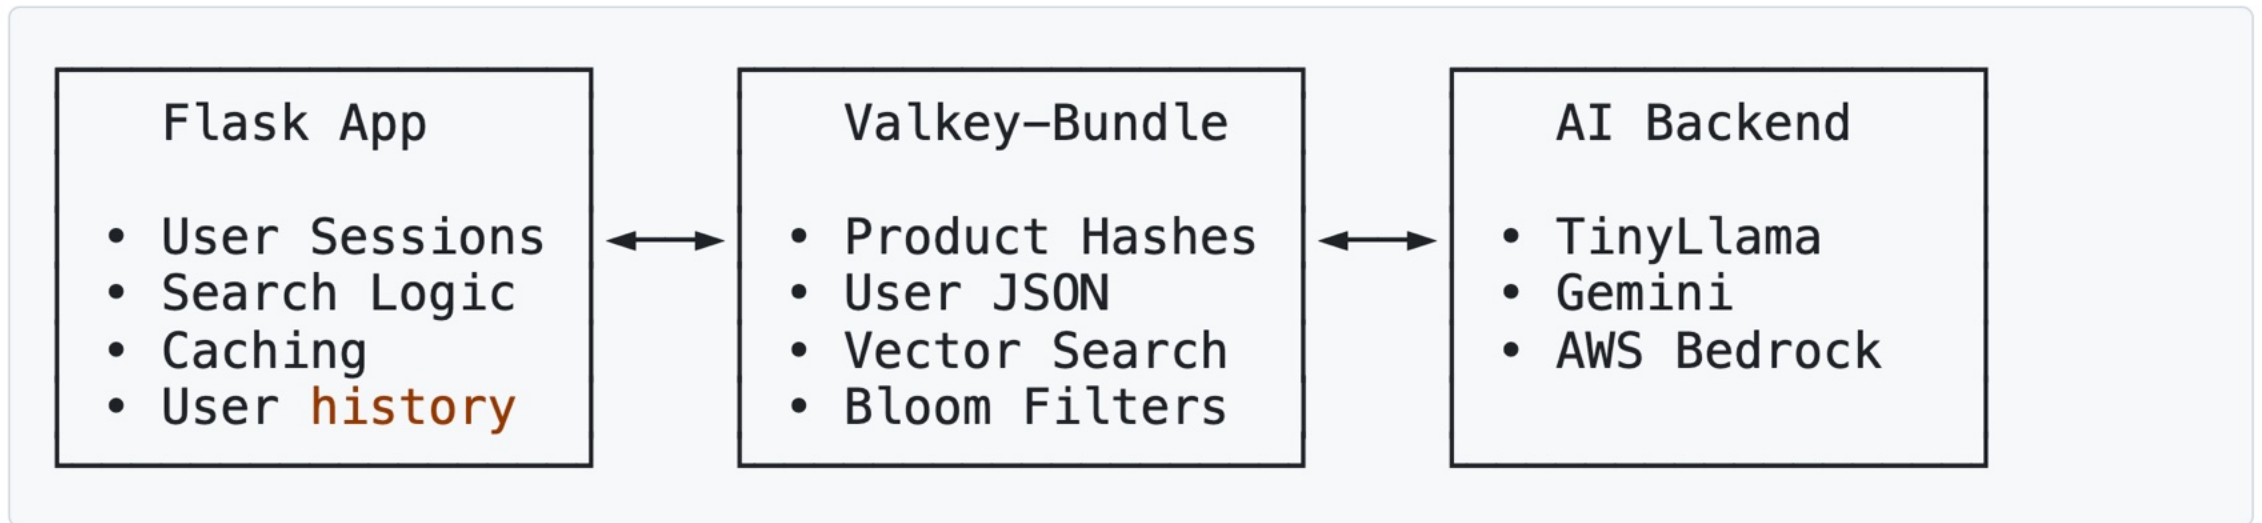 Flask App
• User Sessions
• Search Logic
• Caching
• User history
Valkey-Bundle
• Product Hashes
• User JSON
• Vector Search
• Bloom Filters
AI Backend
• TinyLlama
• Gemini
• AWS Bedrock